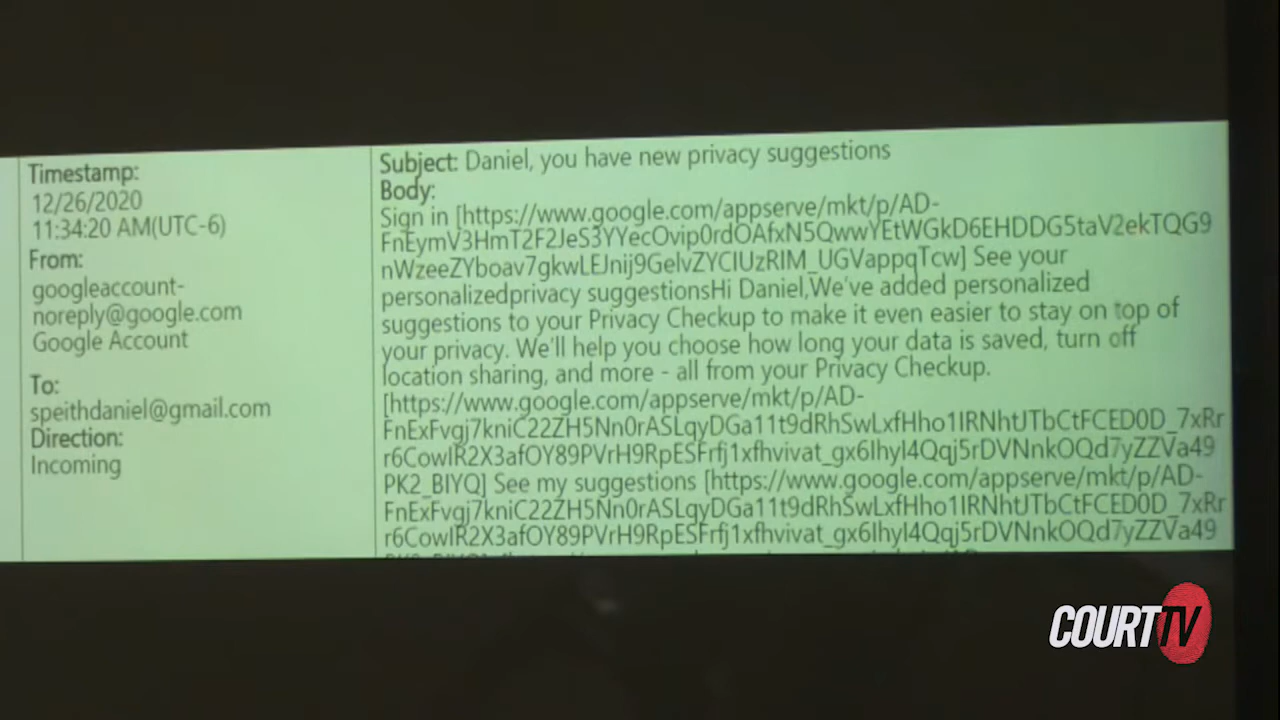 Timestamp:
12/26/2020
11:34:20 AM(UTC-6)
From:
googleaccount-
noreply@google.com
Google Account
To:
speithdaniel@gmail.com
Direction:
Incoming
Subject: Daniel, you have new privacy suggestions
Body:
Sign in [https://www.google.com/appserve/mkt/p/AD-
FnEymV3HmT2F2JeS3YYecOvip0rdOAfxN5QwwYEtWGkD6EHDDG5taV2ekTQG9
nWzeeZYboav7gkwLEJnij9GelvZYCIUzRIM_UGVappqTcw] See your
personalizedprivacy suggestionsHi Daniel,We've added personalized
suggestions to your Privacy Checkup to make it even easier to stay on top of
your privacy. We'll help you choose how long your data is saved, turn off
location sharing, and more - all from your Privacy Checkup.
[https://www.google.com/appserve/mkt/p/AD-
FnExFvgj7kniC22ZH5Nn0rASLqyDGa11t9dRhSwLxfHho1IRNhtJTbCtFCED0D_7xRr
r6CowIR2X3afOY89PVrH9RpESFrfj1xfhvivat_gx6Ihyl4Qqj5rDVNnkOQd7yZZVa49
PK2_BIYQ] See my suggestions [https://www.google.com/appserve/mkt/p/AD-
FnExFvgj7kniC22ZH5Nn0rASLqyDGa11t9dRhSwLxfHho1IRNhtJTbCtFCED0D_7xRr
r6CowIR2X3afOY89PVrH9RpESFrfj1xfhvivat_gx6Ihyl4Qqj5rDVNnkOQd7yZZVa49
COURT TV